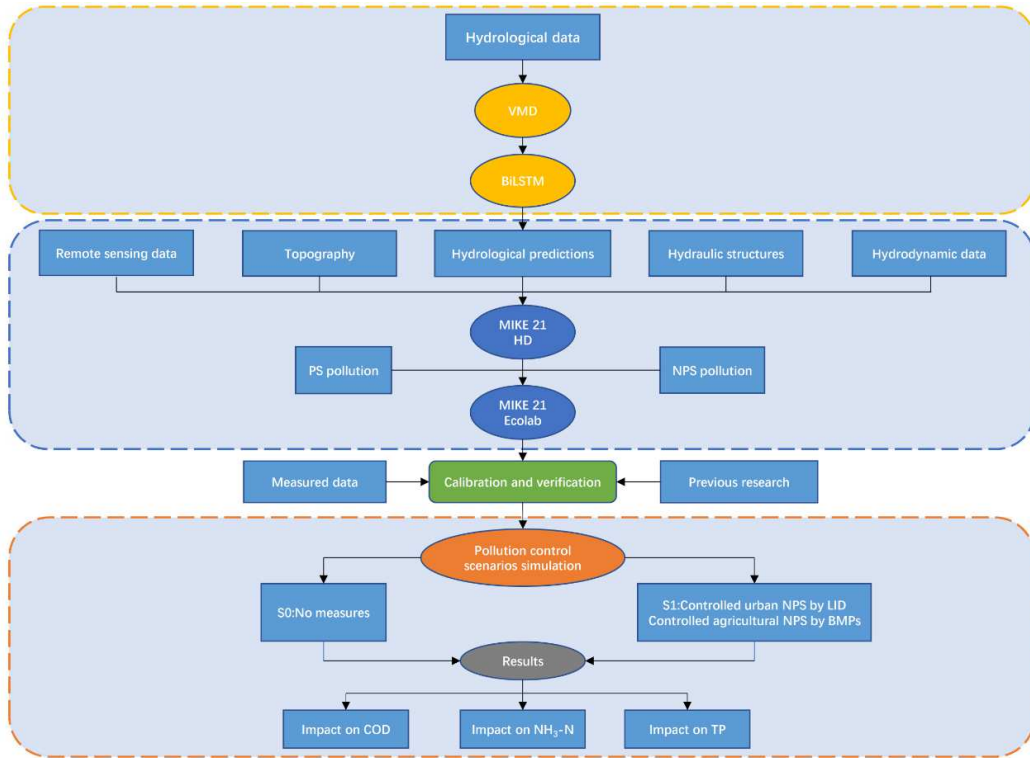 Hydrological data
VMD
BiLSTM
Remote sensing data
Topography
Hydrological predictions
Hydraulic structures
Hydrodynamic data
MIKE 21
HD
PS pollution
NPS pollution
MIKE 21
Ecolab
Measured data
Calibration and verification
Previous research
Pollution control
scenarios simulation
S0:No measures
S1:Controlled urban NPS by LID
Controlled agricultural NPS by BMPs
Results
Impact on COD
Impact on NH₃-N
Impact on TP